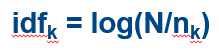 idfₖ = log(N/nₖ)